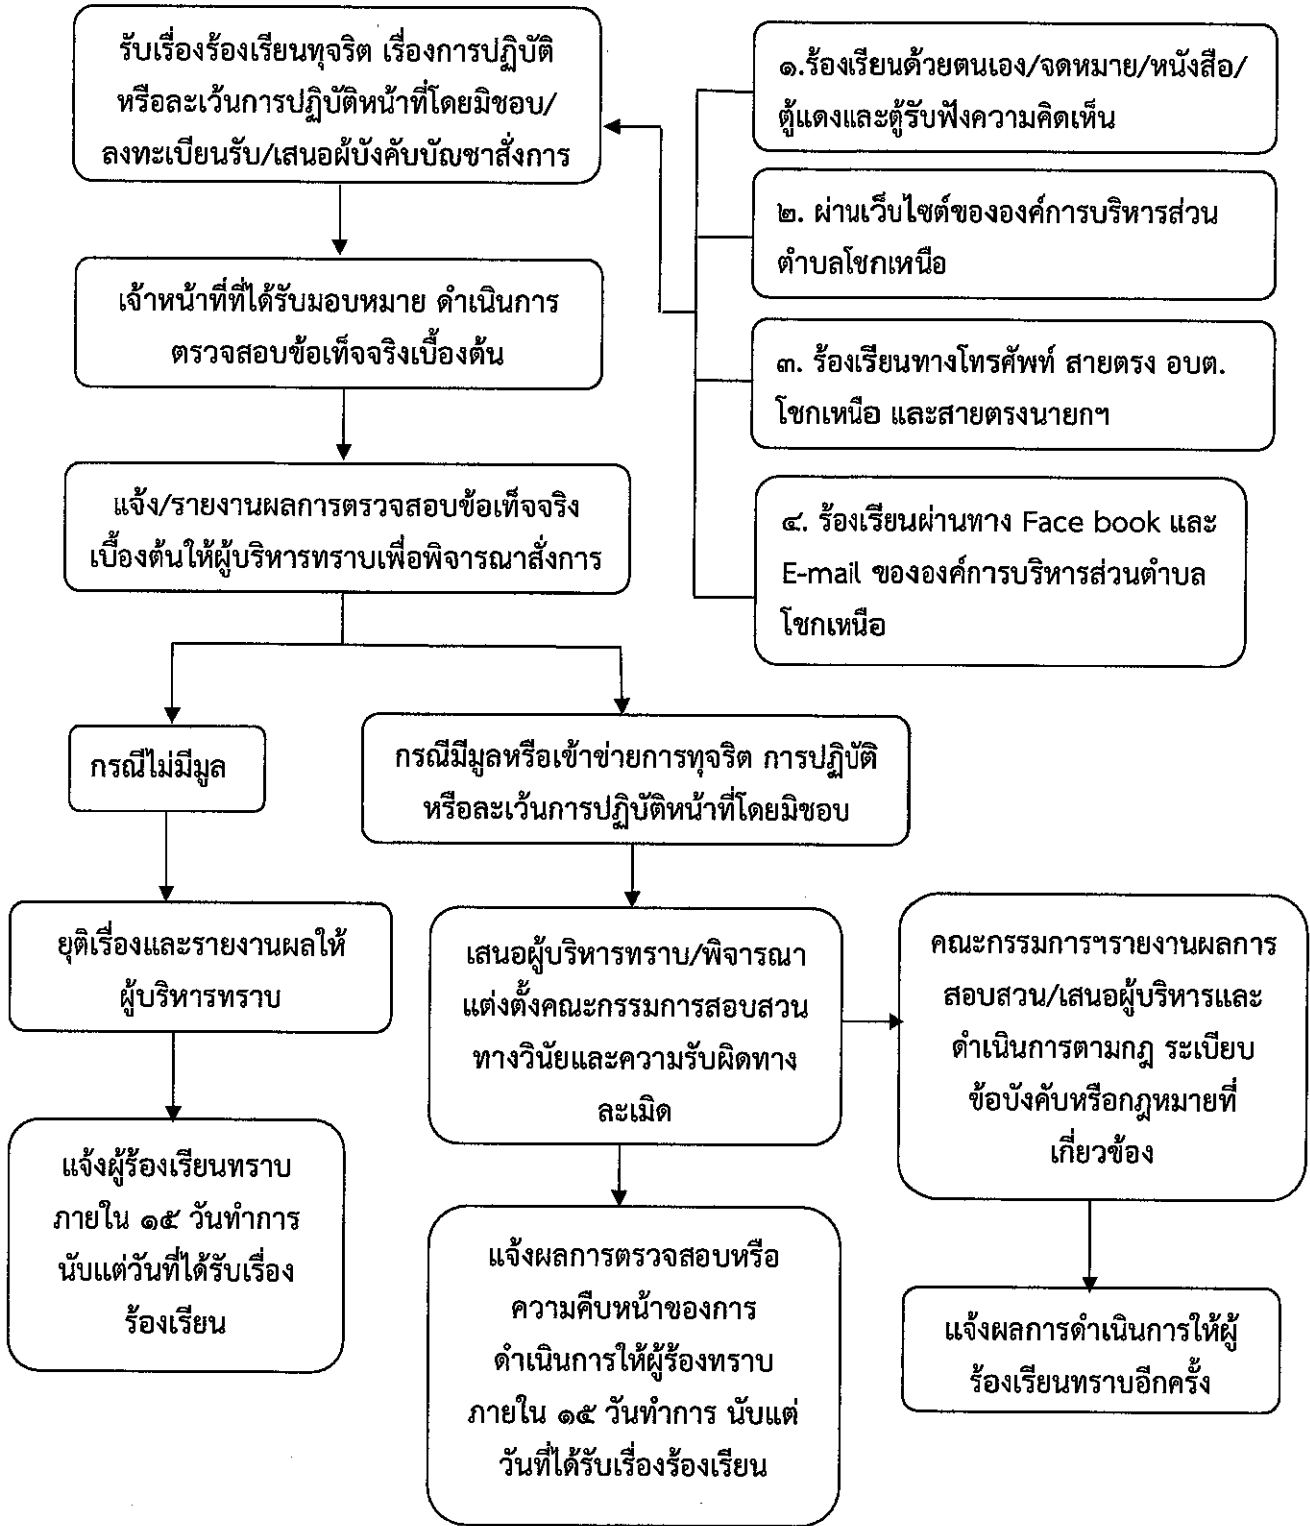 รับเรื่องร้องเรียนทุจริต เรื่องการปฏิบัติ
หรือละเว้นการปฏิบัติหน้าที่โดยมิชอบ/
ลงทะเบียนรับ/เสนอผู้บังคับบัญชาสั่งการ
๑.ร้องเรียนด้วยตนเอง/จดหมาย/หนังสือ/
ตู้แดงและตู้รับฟังความคิดเห็น
๒. ผ่านเว็บไซต์ขององค์การบริหารส่วน
ตำบลโชกเหนือ
๓. ร้องเรียนทางโทรศัพท์ สายตรง อบต.
โชกเหนือ และสายตรงนายกฯ
๔. ร้องเรียนผ่านทาง Face book และ
E-mail ขององค์การบริหารส่วนตำบล
โชกเหนือ
เจ้าหน้าที่ที่ได้รับมอบหมาย ดำเนินการ
ตรวจสอบข้อเท็จจริงเบื้องต้น
แจ้ง/รายงานผลการตรวจสอบข้อเท็จจริง
เบื้องต้นให้ผู้บริหารทราบเพื่อพิจารณาสั่งการ
กรณีไม่มีมูล
กรณีมีมูลหรือเข้าข่ายการทุจริต การปฏิบัติ
หรือละเว้นการปฏิบัติหน้าที่โดยมิชอบ
ยุติเรื่องและรายงานผลให้
ผู้บริหารทราบ
แจ้งผู้ร้องเรียนทราบ
ภายใน ๑๕ วันทำการ
นับแต่วันที่ได้รับเรื่อง
ร้องเรียน
เสนอผู้บริหารทราบ/พิจารณา
แต่งตั้งคณะกรรมการสอบสวน
ทางวินัยและความรับผิดทาง
ละเมิด
แจ้งผลการตรวจสอบหรือ
ความคืบหน้าของการ
ดำเนินการให้ผู้ร้องทราบ
ภายใน ๑๕ วันทำการ นับแต่
วันที่ได้รับเรื่องร้องเรียน
คณะกรรมการฯรายงานผลการ
สอบสวน/เสนอผู้บริหารและ
ดำเนินการตามกฎ ระเบียบ
ข้อบังคับหรือกฎหมายที่
เกี่ยวข้อง
แจ้งผลการดำเนินการให้ผู้
ร้องเรียนทราบอีกครั้ง